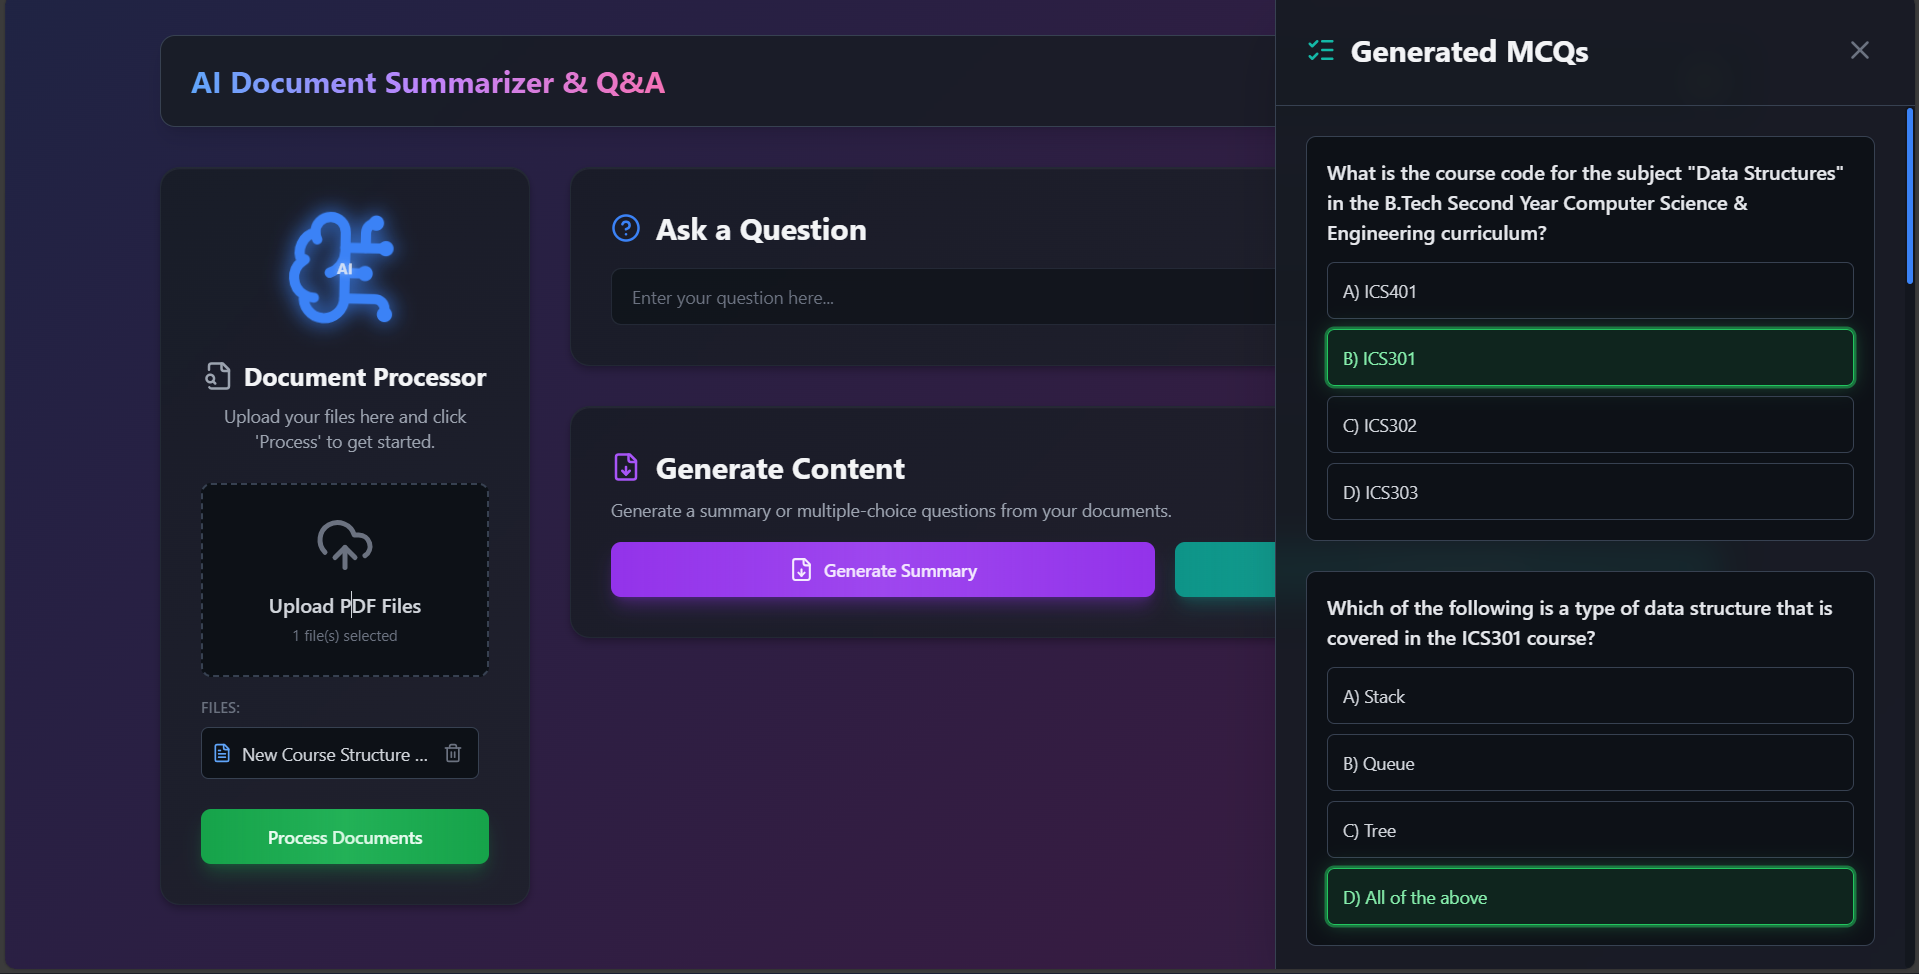 AI Document Summarizer & Q&A
AI
Document Processor
Upload your files here and click
'Process' to get started.
Upload PDF Files
1 file(s) selected
FILES:
New Course Structure ...
Process Documents
Ask a Question
Enter your question here...
Generate Content
Generate a summary or multiple-choice questions from your documents.
Generate Summary
Generated MCQs
What is the course code for the subject "Data Structures"
in the B.Tech Second Year Computer Science &
Engineering curriculum?
A) ICS401
B) ICS301
C) ICS302
D) ICS303
Which of the following is a type of data structure that is
covered in the ICS301 course?
A) Stack
B) Queue
C) Tree
D) All of the above